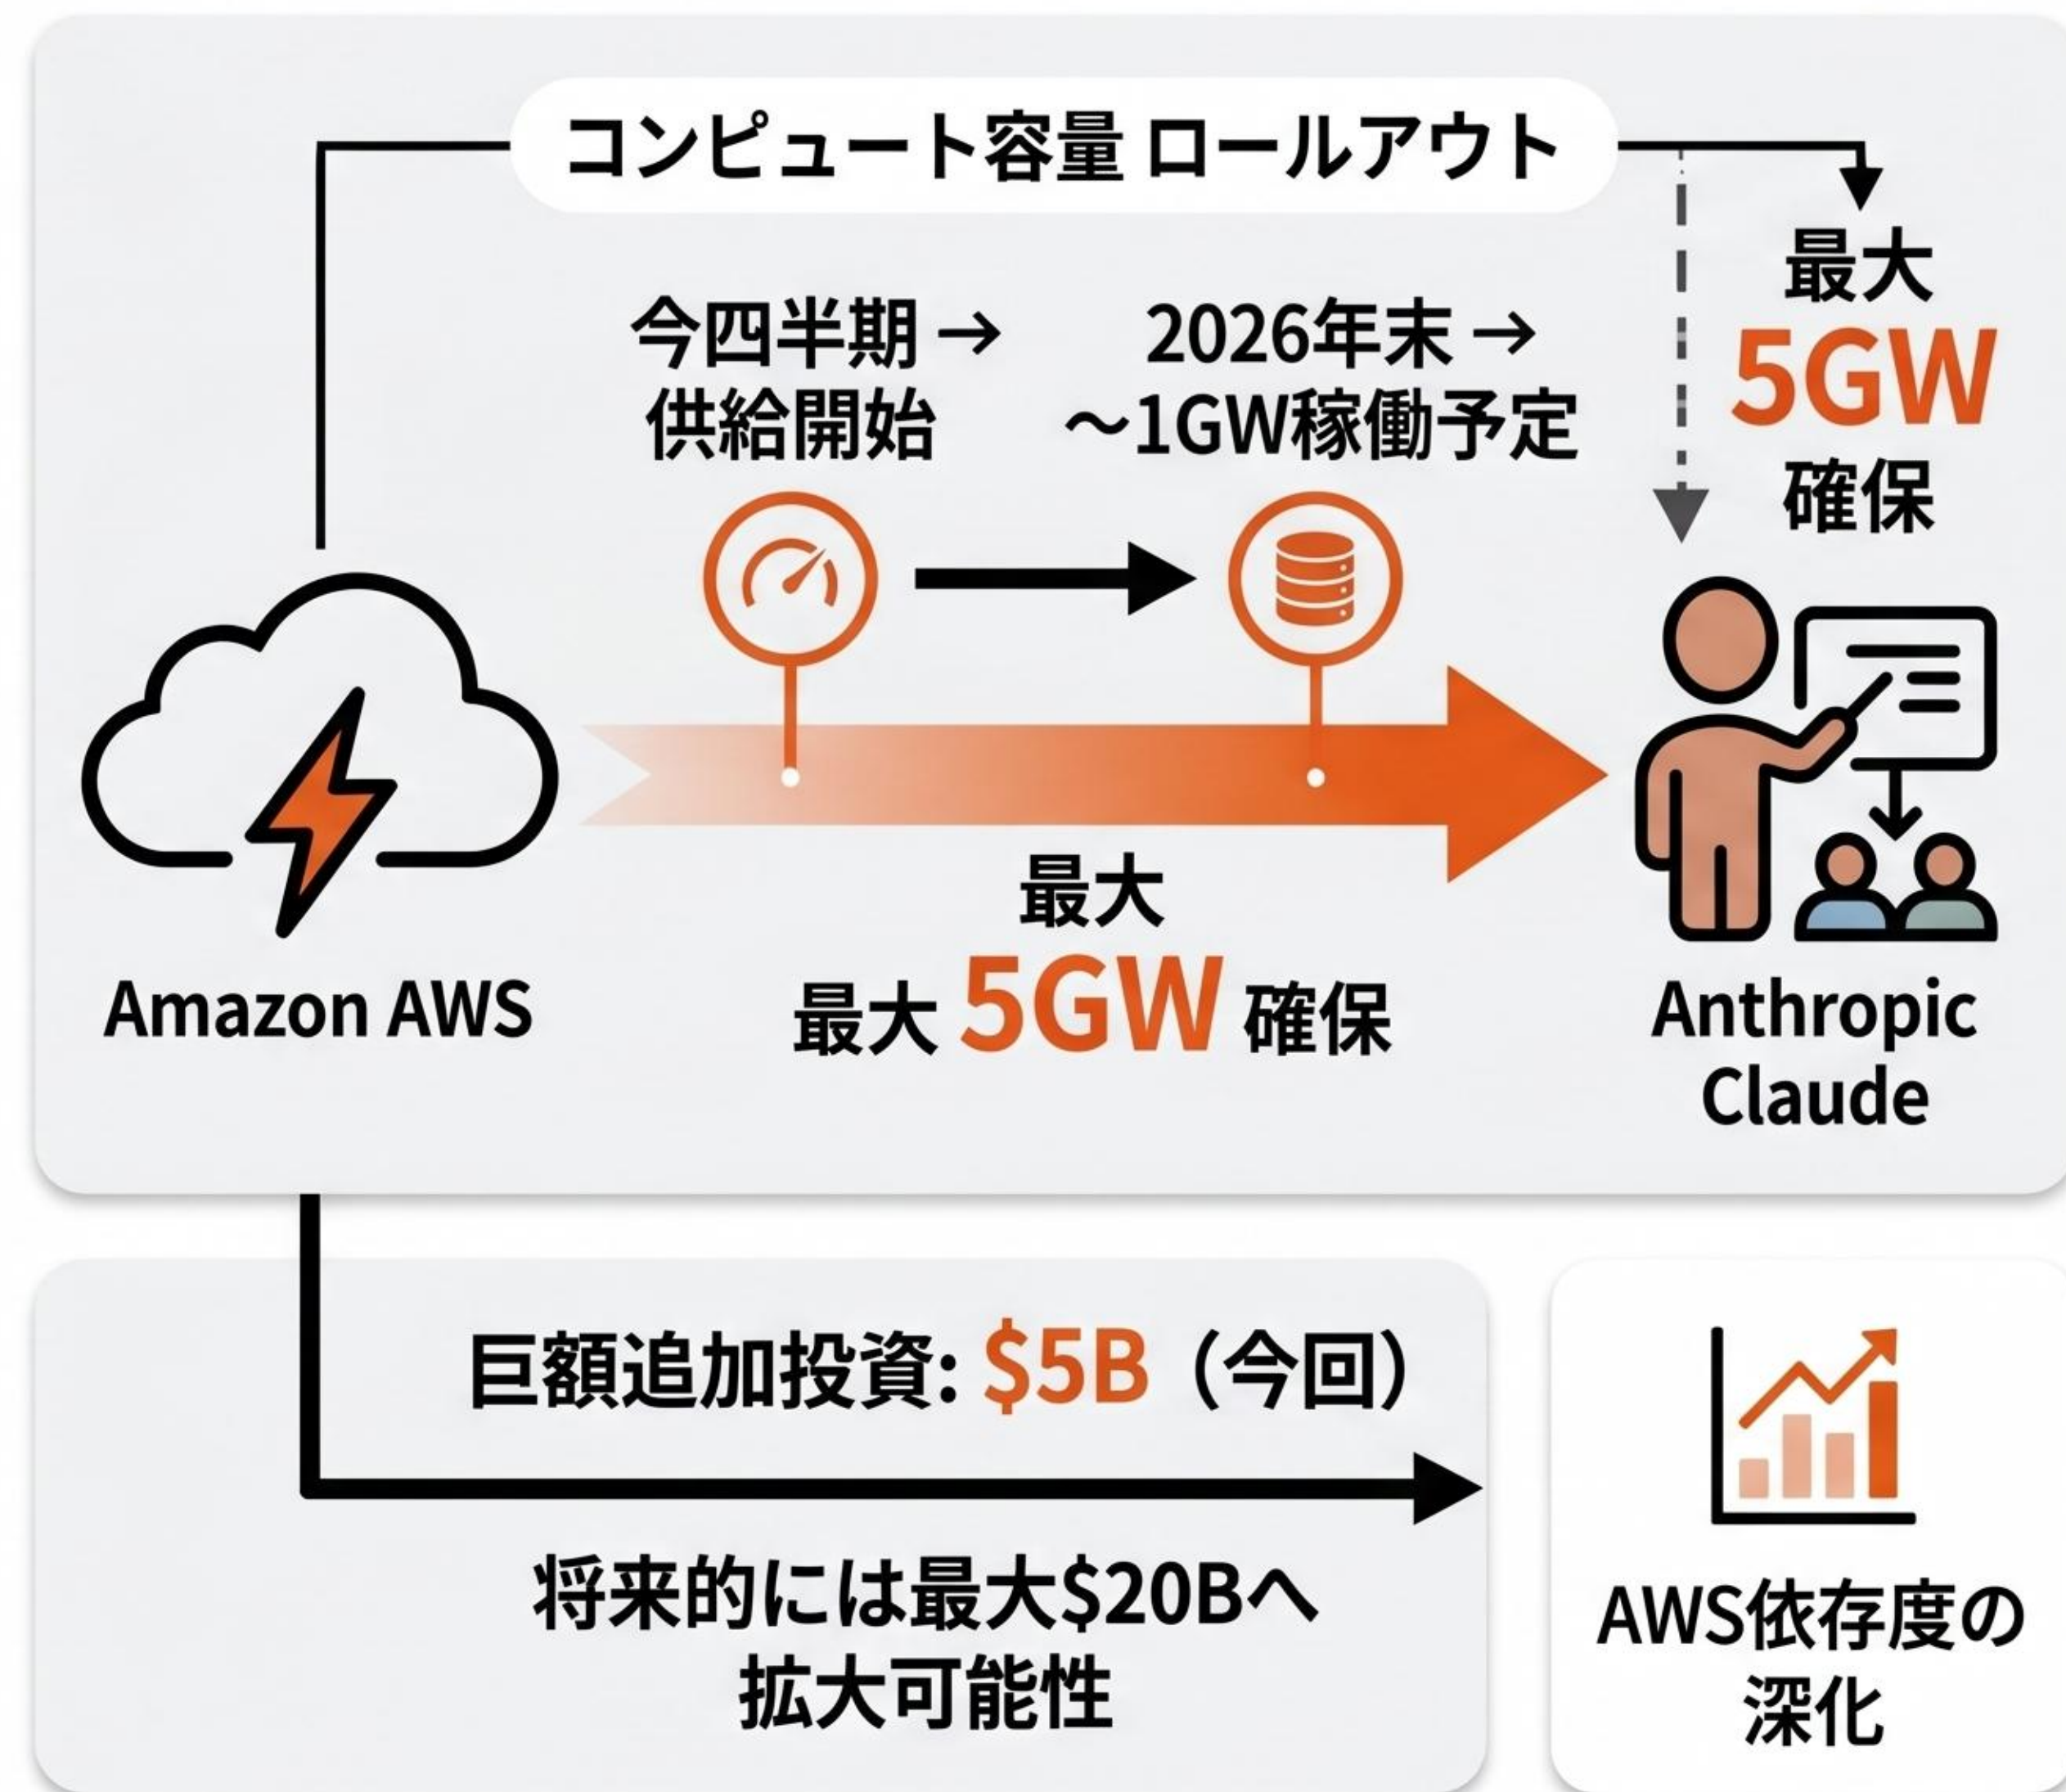 コンピュート容量 ロールアウト
今四半期 →
供給開始
2026年末 →
～1GW稼働予定
最大
5GW
確保
最大
最大 5GW 確保
Amazon AWS
Anthropic
Claude
巨額追加投資: $5B（今回）
将来的には最大$20Bへ
拡大可能性
AWS依存度の
深化